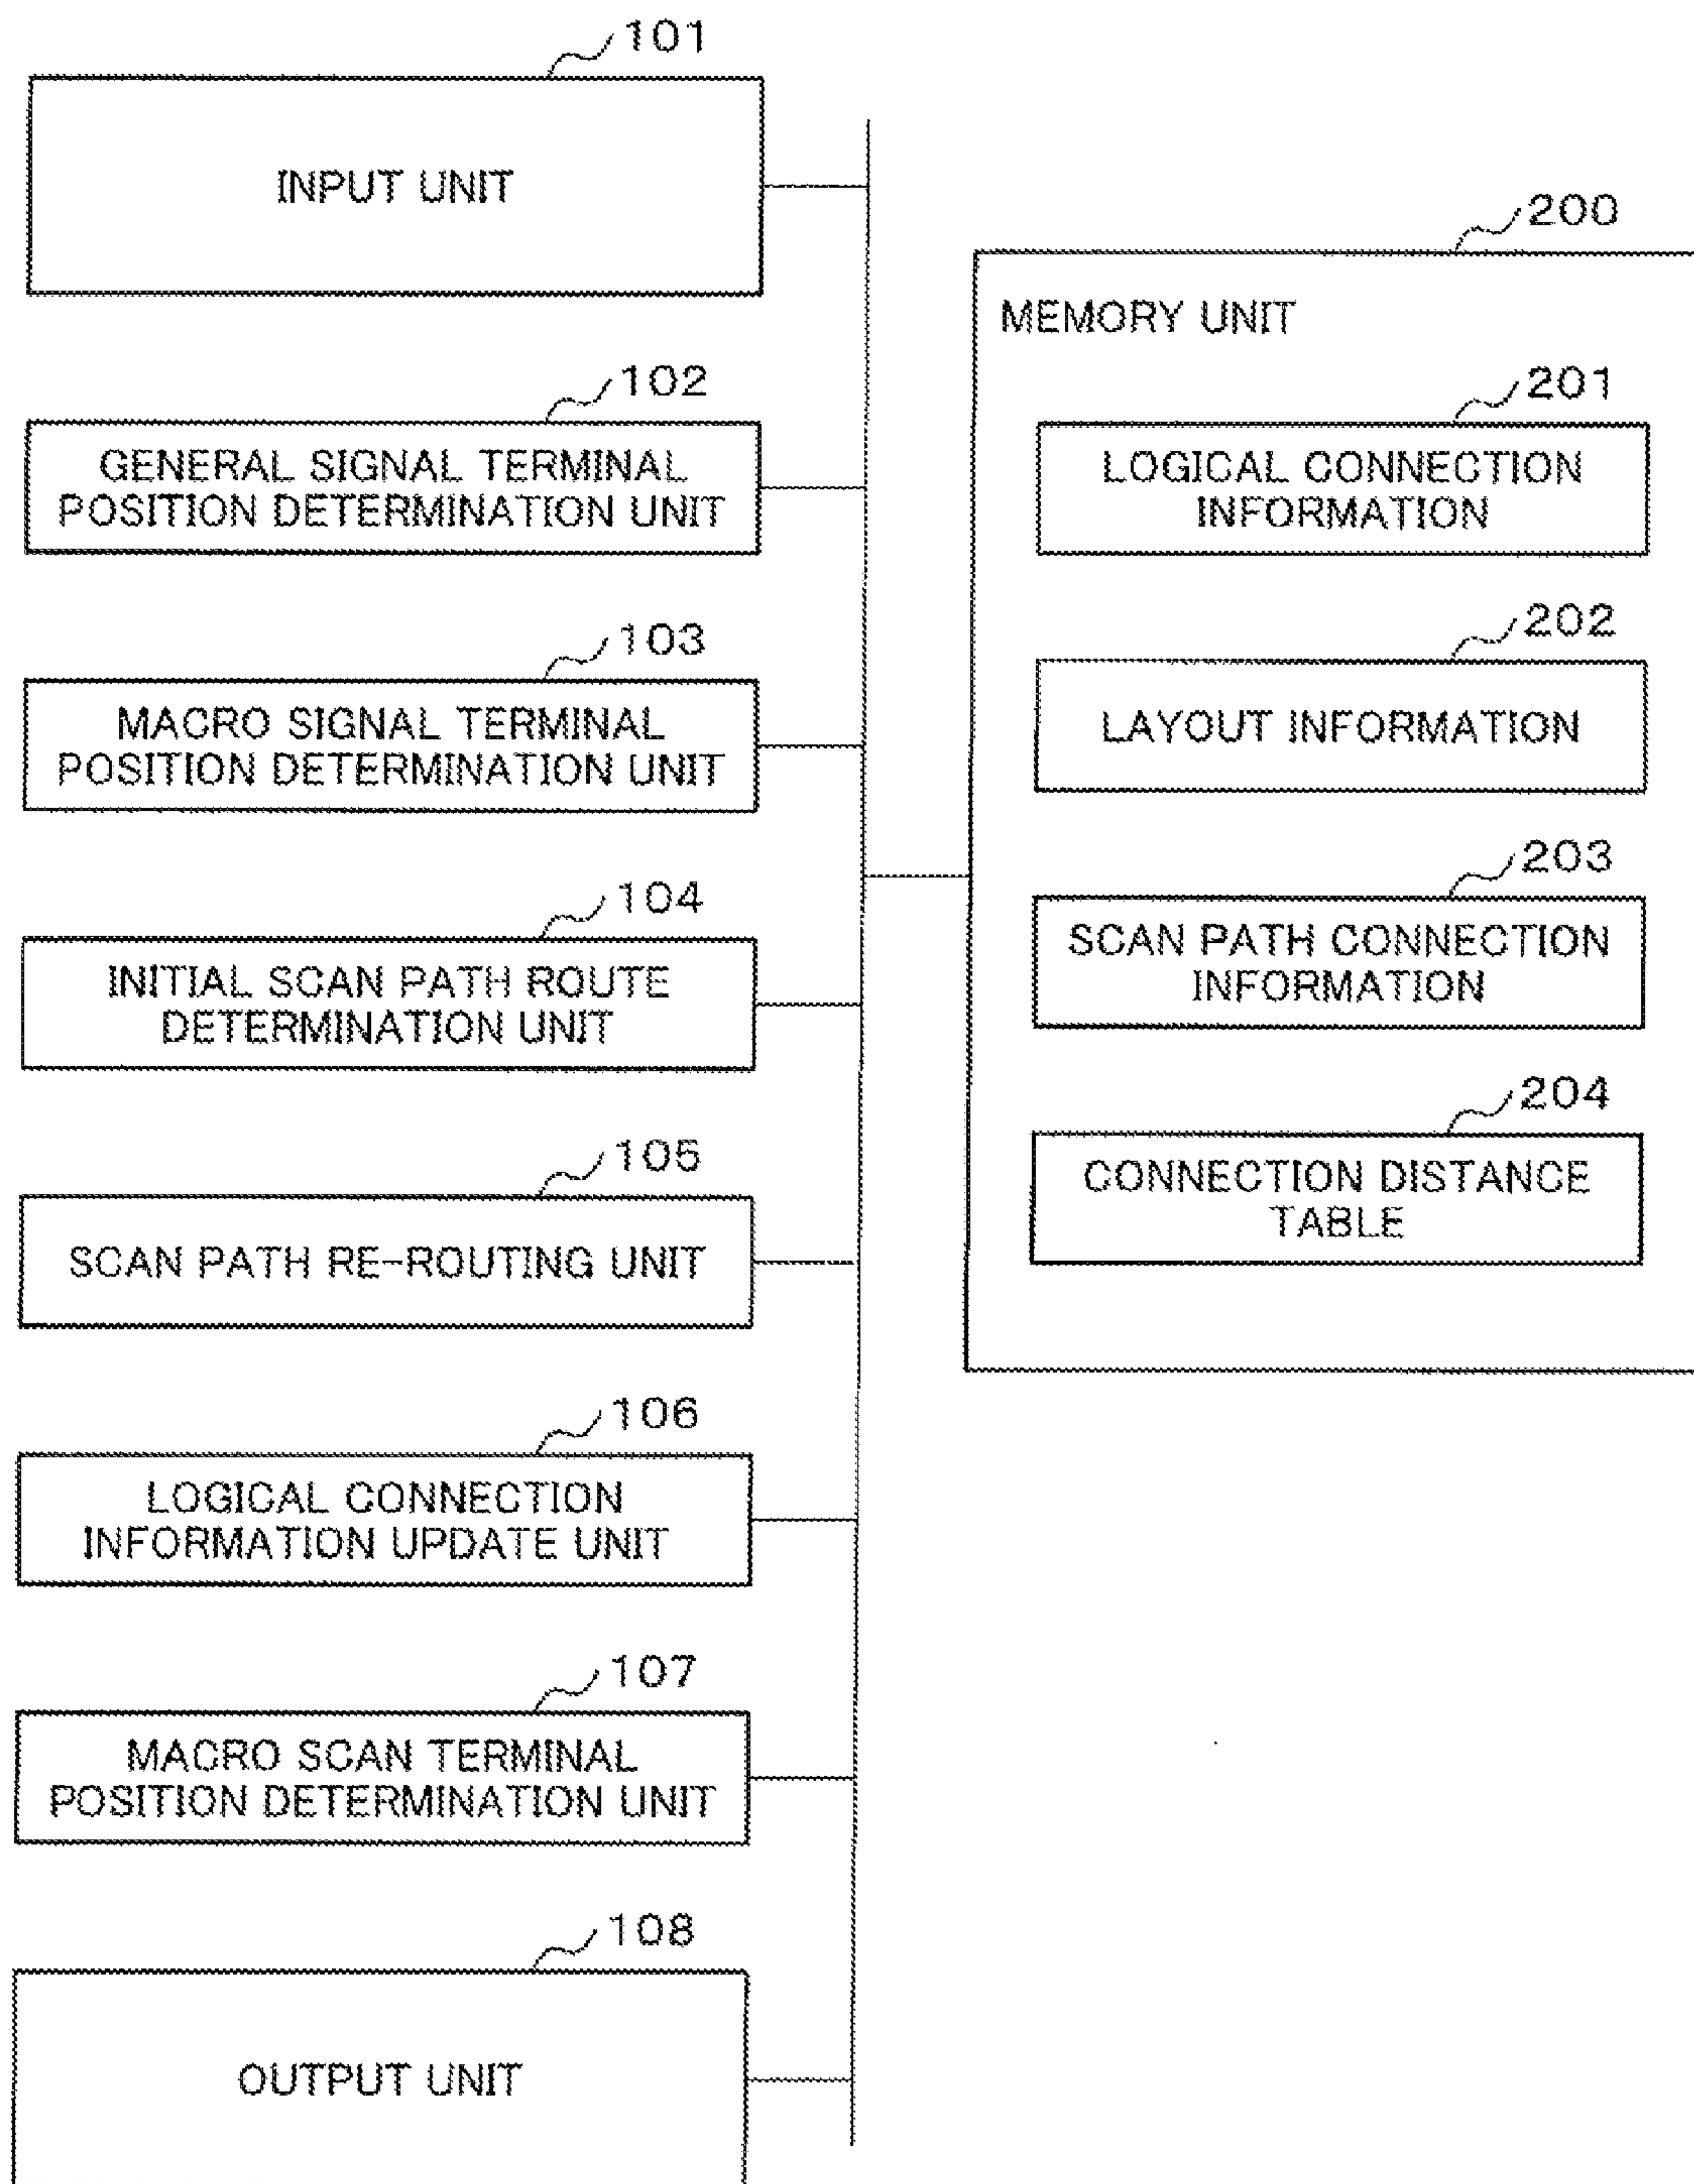 101
INPUT UNIT
102
GENERAL SIGNAL TERMINAL
POSITION DETERMINATION UNIT
103
MACRO SIGNAL TERMINAL
POSITION DETERMINATION UNIT
104
INITIAL SCAN PATH ROUTE
DETERMINATION UNIT
105
SCAN PATH RE-ROUTING UNIT
106
LOGICAL CONNECTION
INFORMATION UPDATE UNIT
107
MACRO SCAN TERMINAL
POSITION DETERMINATION UNIT
108
OUTPUT UNIT
200
MEMORY UNIT
201
LOGICAL CONNECTION
INFORMATION
202
LAYOUT INFORMATION
203
SCAN PATH CONNECTION
INFORMATION
204
CONNECTION DISTANCE
TABLE